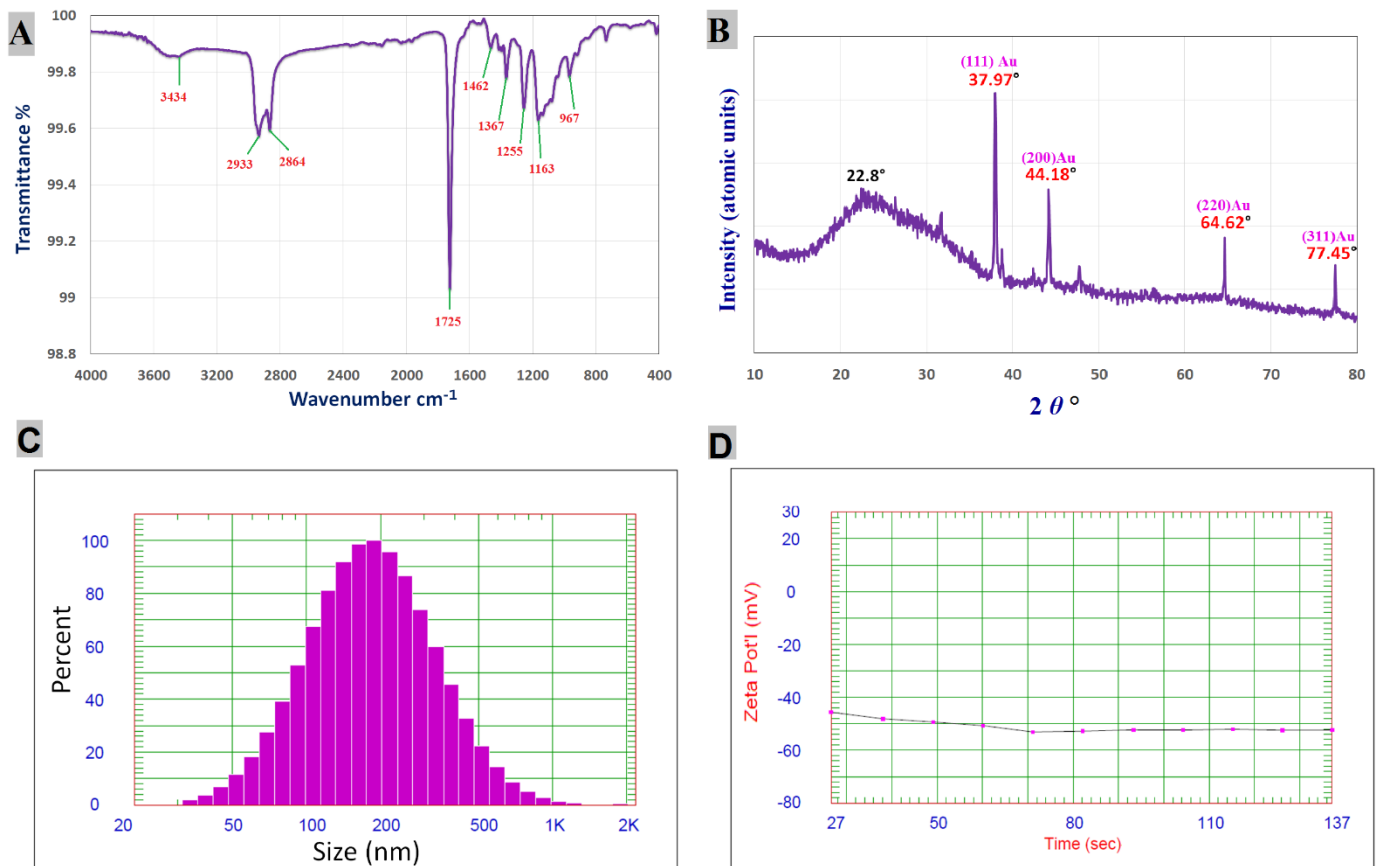 A
Transmittance %
100
99.8
99.6
99.4
99.2
99
98.8
3434
2933
2864
1725
1462
1367
1255
1163
967
4000 3600 3200 2800 2400 2000 1600 1200 800 400
Wavenumber cm-1
B
Intensity (atomic units)
22.8°
(111) Au
37.97°
(200)Au
44.18°
(220)Au
64.62°
(311)Au
77.45°
10 20 30 40 50 60 70 80
2 θ °
C
Percent
100
80
60
40
20
0
20 50 100 200 500 1K 2K
Size (nm)
D
Zeta Pot'l (mV)
30
20
0
-20
-40
-60
-80
27 50 80 110 137
Time (sec)